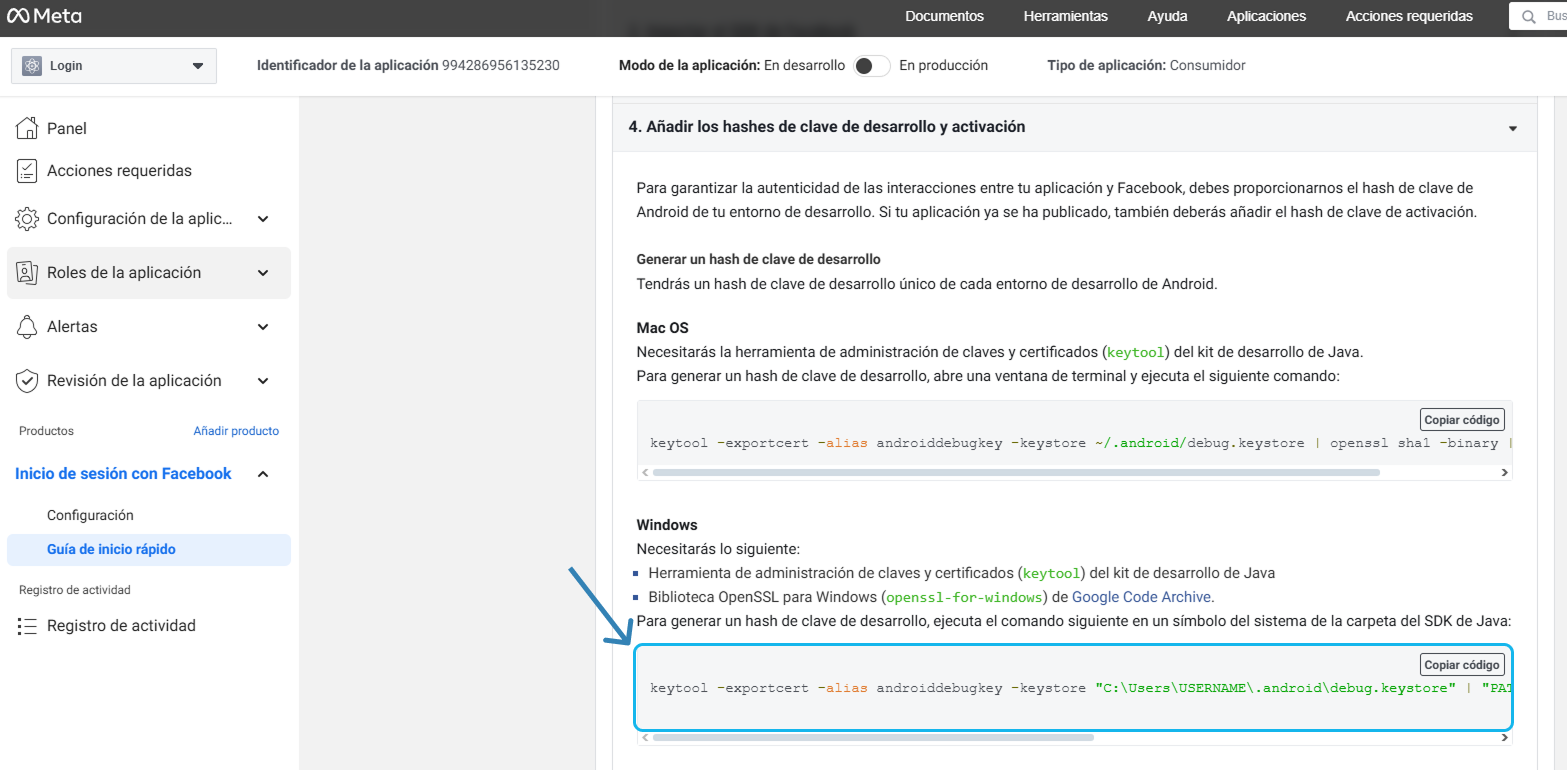 Meta
Documentos Herramientas Ayuda Aplicaciones Acciones requeridas
Login
Identificador de la aplicación 994286956135230
Modo de la aplicación: En desarrollo En producción
Tipo de aplicación: Consumidor
Panel
Acciones requeridas
Configuración de la aplic...
Roles de la aplicación
Alertas
Revisión de la aplicación
Productos Añadir producto
Inicio de sesión con Facebook
Configuración
Guía de inicio rápido
Registro de actividad
Registro de actividad
4. Añadir los hashes de clave de desarrollo y activación
Para garantizar la autenticidad de las interacciones entre tu aplicación y Facebook, debes proporcionarnos el hash de clave de
Android de tu entorno de desarrollo. Si tu aplicación ya se ha publicado, también deberás añadir el hash de clave de activación.
Generar un hash de clave de desarrollo
Tendrás un hash de clave de desarrollo único de cada entorno de desarrollo de Android.
Mac OS
Necesitarás la herramienta de administración de claves y certificados (keytool) del kit de desarrollo de Java.
Para generar un hash de clave de desarrollo, abre una ventana de terminal y ejecuta el siguiente comando:
Copiar código
keytool -exportcert -alias androiddebugkey -keystore ~/.android/debug.keystore | openssl sha1 -binary |
Windows
Necesitarás lo siguiente:
Herramienta de administración de claves y certificados (keytool) del kit de desarrollo de Java
Biblioteca OpenSSL para Windows (openssl-for-windows) de Google Code Archive.
Para generar un hash de clave de desarrollo, ejecuta el comando siguiente en un símbolo del sistema de la carpeta del SDK de Java:
Copiar código
keytool -exportcert -alias androiddebugkey -keystore "C:\Users\USERNAME\.android\debug.keystore" | "PAT